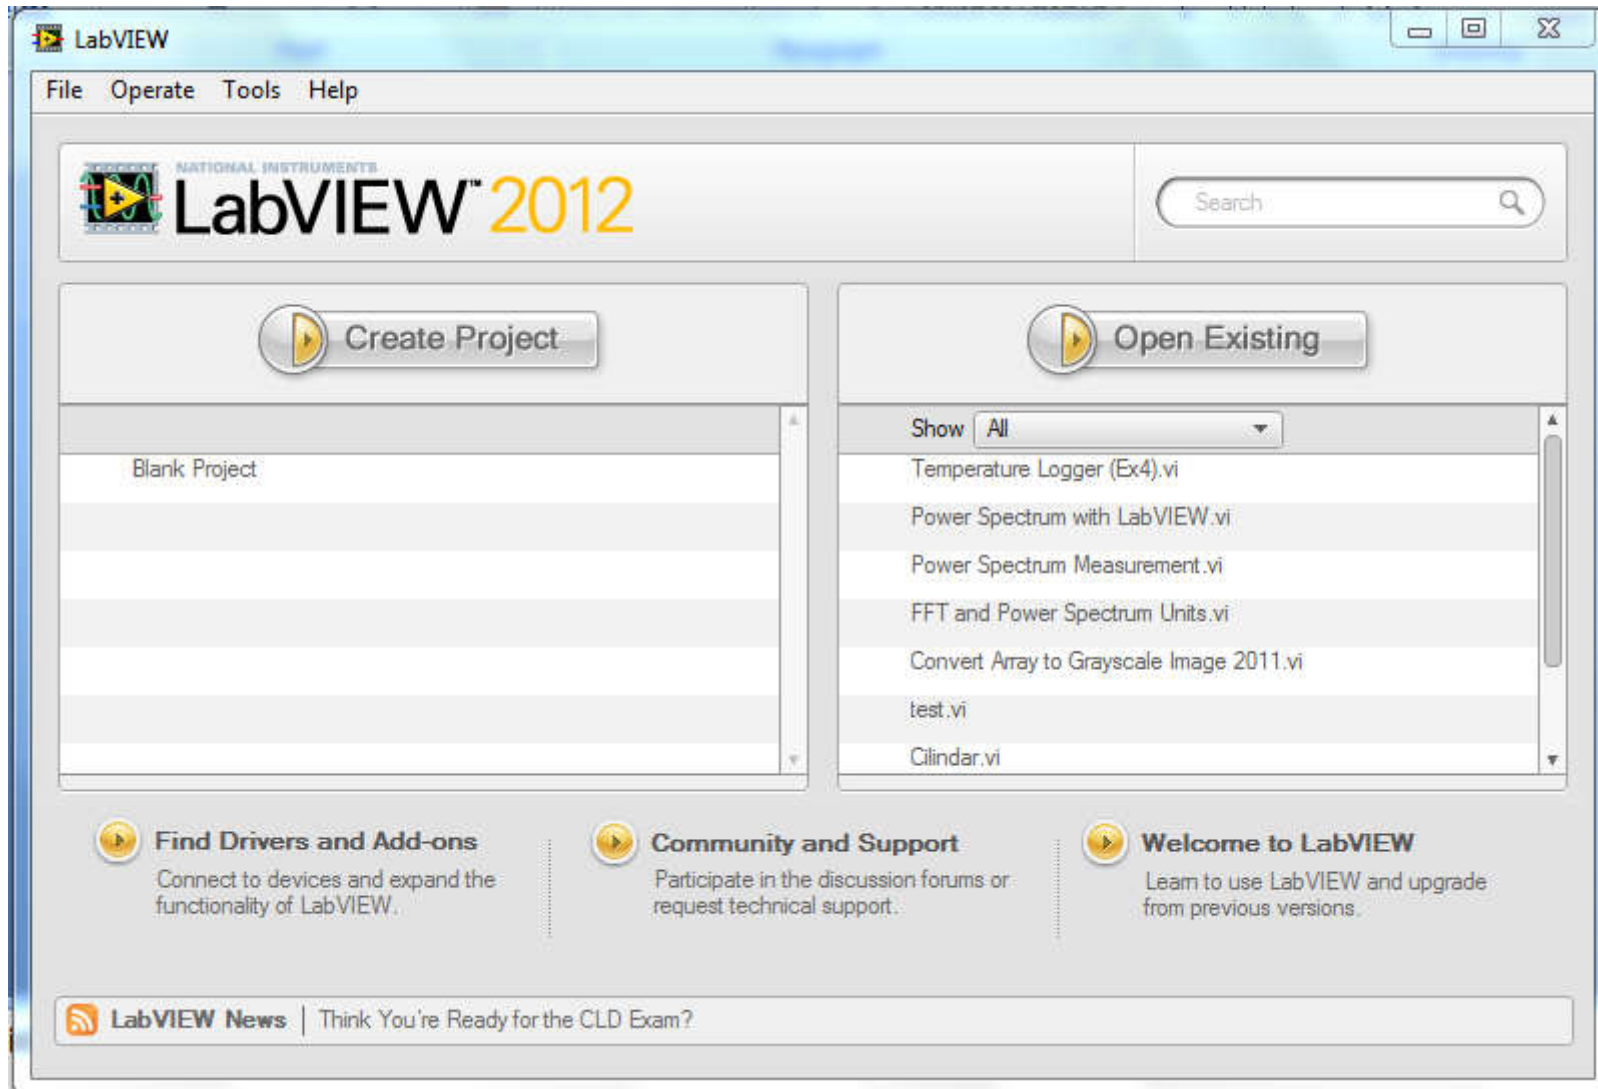 LabVIEW
File Operate Tools Help
NATIONAL INSTRUMENTS
LabVIEW™ 2012
Search
Create Project
Blank Project
Open Existing
Show All
Temperature Logger (Ex4).vi
Power Spectrum with LabVIEW.vi
Power Spectrum Measurement.vi
FFT and Power Spectrum Units.vi
Convert Array to Grayscale Image 2011.vi
test.vi
Cilindar.vi
Find Drivers and Add-ons
Connect to devices and expand the
functionality of LabVIEW.
Community and Support
Participate in the discussion forums or
request technical support.
Welcome to LabVIEW
Learn to use LabVIEW and upgrade
from previous versions.
LabVIEW News | Think You're Ready for the CLD Exam?